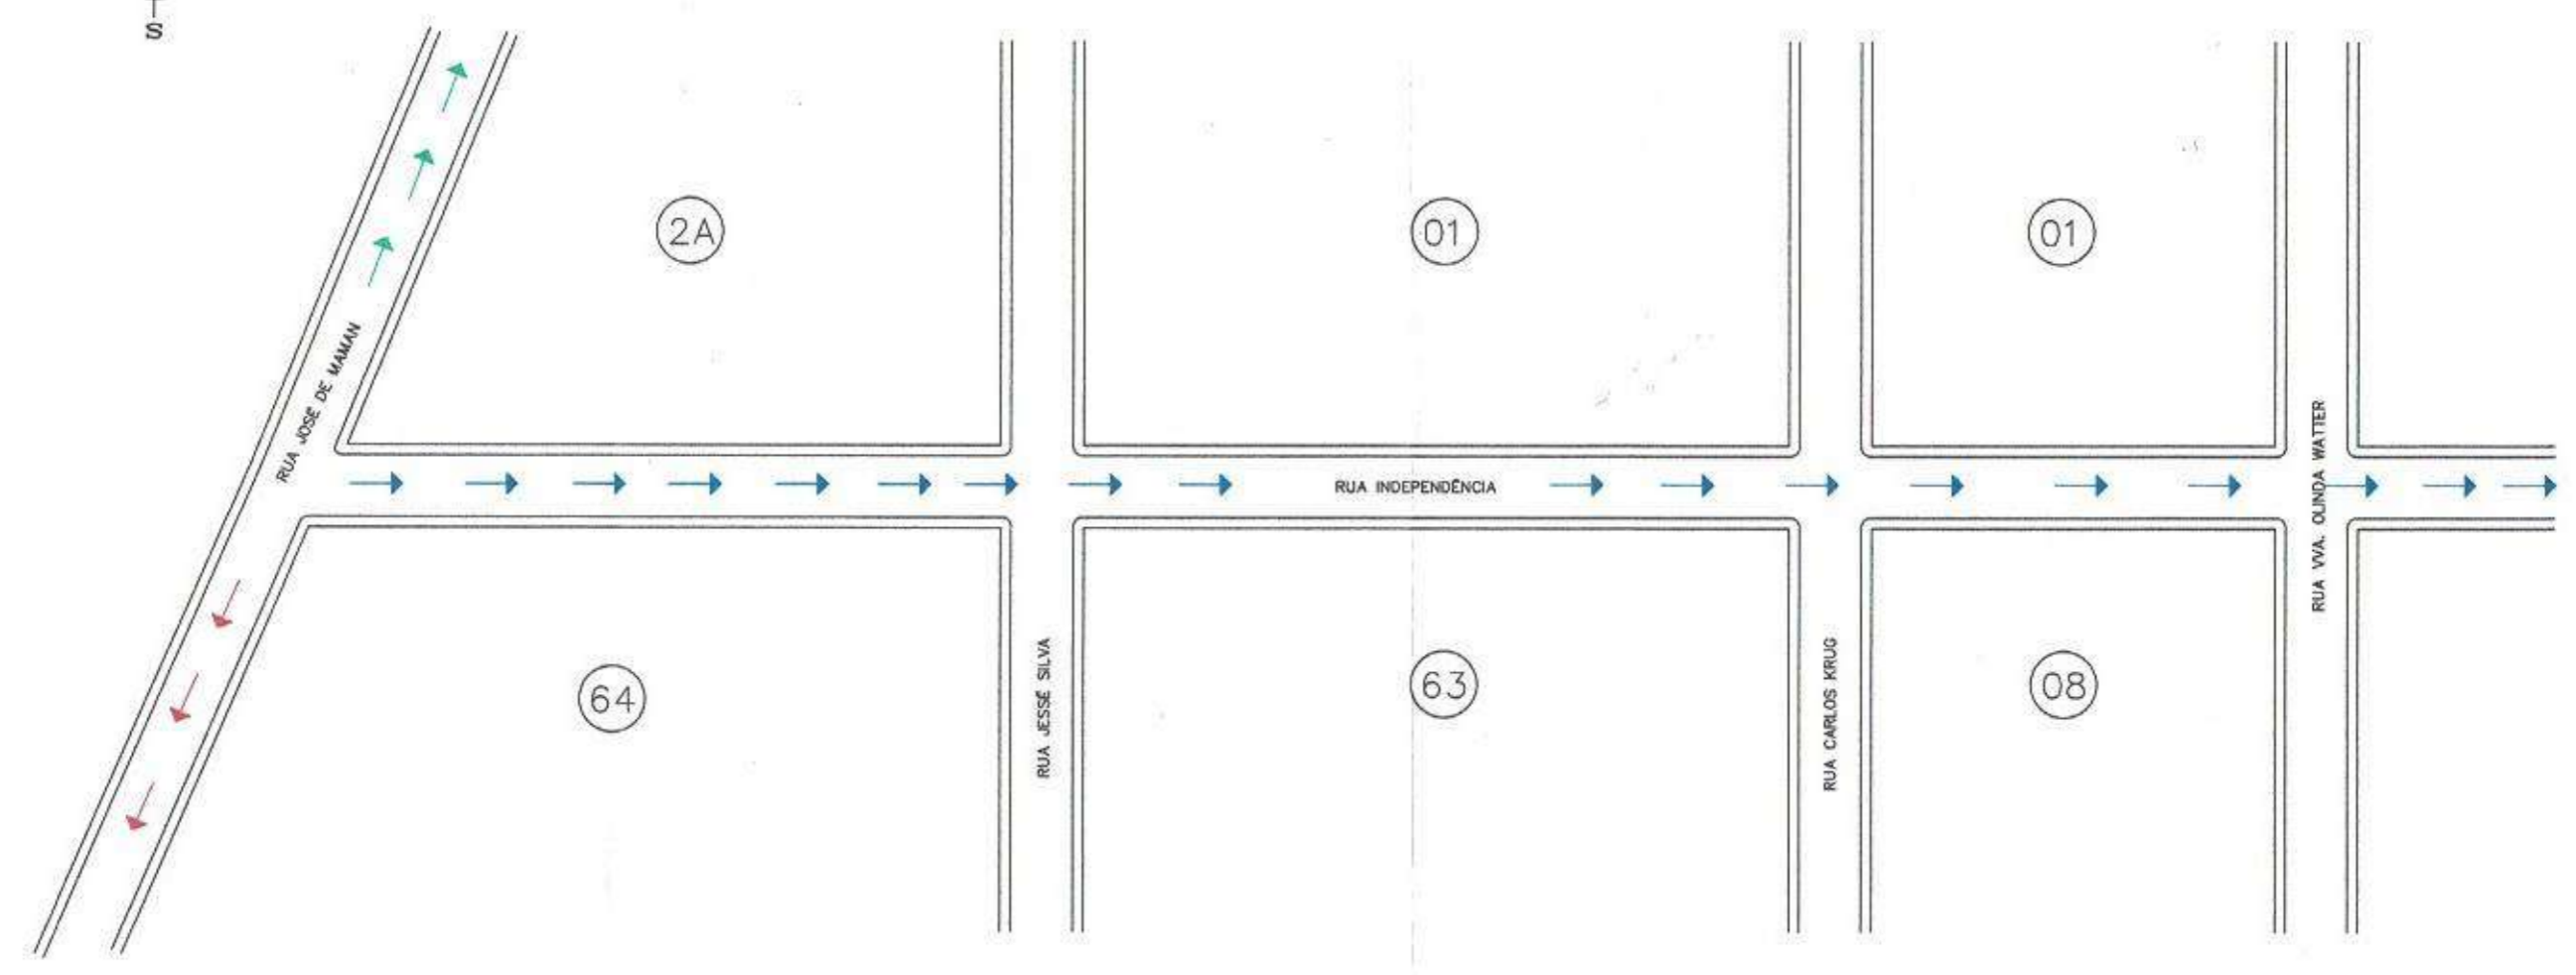 S
2A
01
01
RUA JOSÉ DE MAMAN
RUA INDEPENDÊNCIA
RUA VVA. OLINDA WATTER
64
RUA JESSÉ SILVA
63
RUA CARLOS KRUG
08